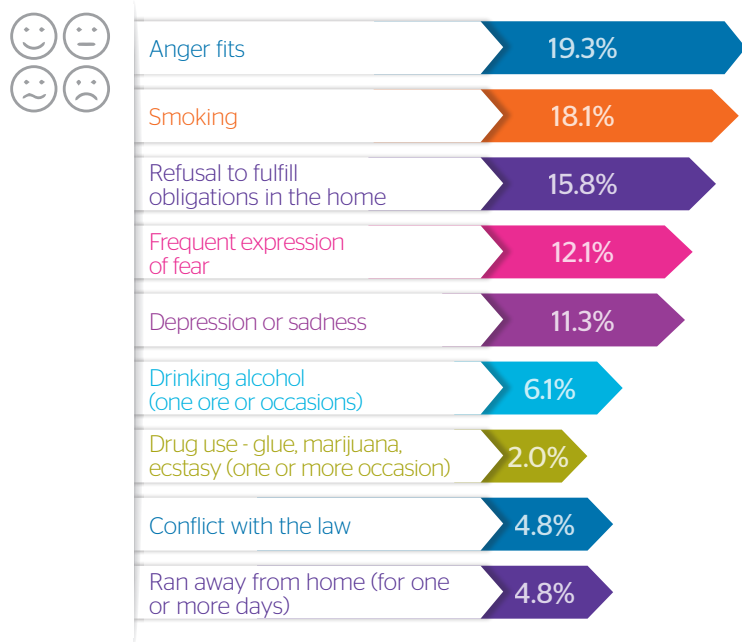 Anger fits
19.3%
Smoking
18.1%
Refusal to fulfill
obligations in the home
15.8%
Frequent expression
of fear
12.1%
Depression or sadness
11.3%
Drinking alcohol
(one ore or occasions)
6.1%
Drug use - glue, marijuana,
ecstasy (one or more occasion)
2.0%
Conflict with the law
4.8%
Ran away from home (for one
or more days)
4.8%